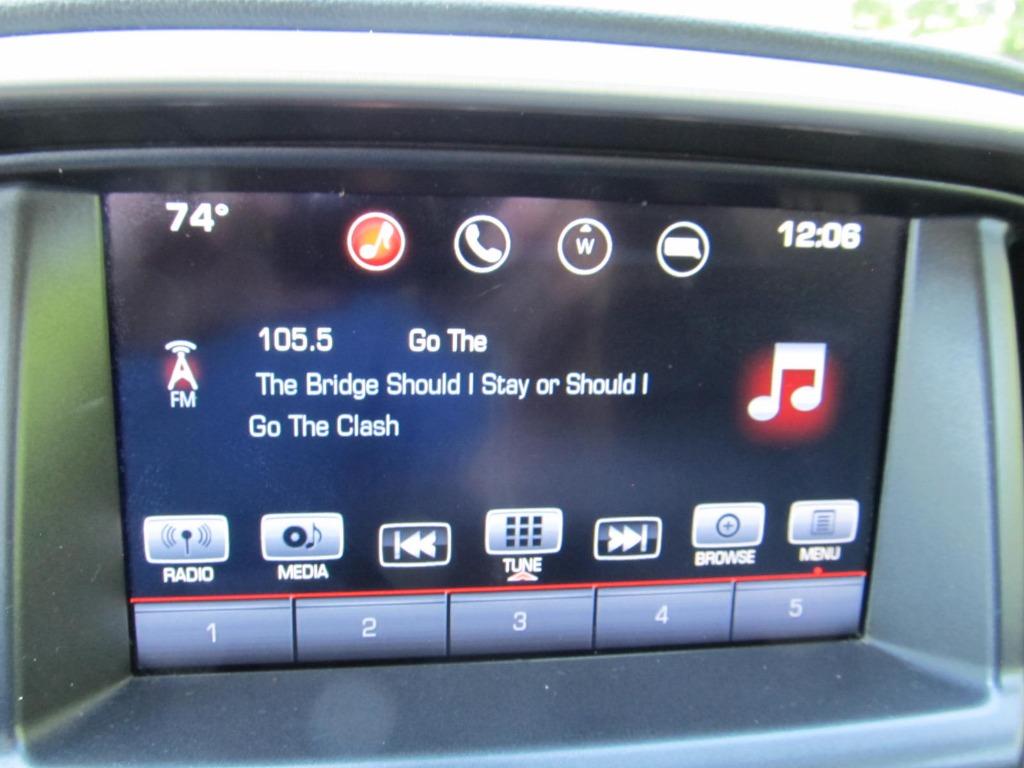 74° W 12:06
105.5 Go The
The Bridge Should I Stay or Should I
Go The Clash
FM
RADIO MEDIA TUNE BROWSE MENU
1 2 3 4 5